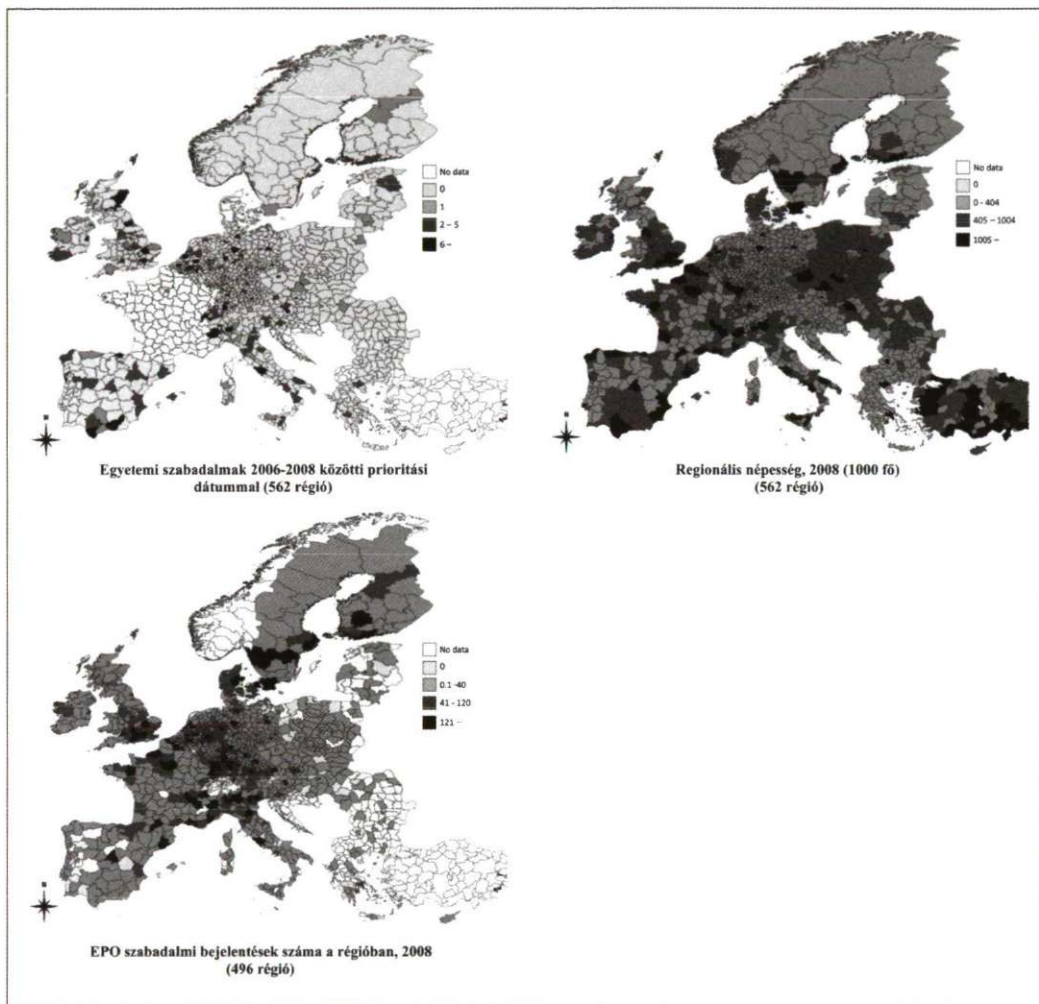 No data
0
1
2 – 5
6 –
N
Egyetemi szabadalmak 2006-2008 közötti prioritási
dátummal (562 régió)
No data
0
0 - 404
405 – 1004
1005 –
N
Regionális népesség, 2008 (1000 fő)
(562 régió)
No data
0
0.1 -40
41 - 120
121 –
N
EPO szabadalmi bejelentések száma a régióban, 2008
(496 régió)